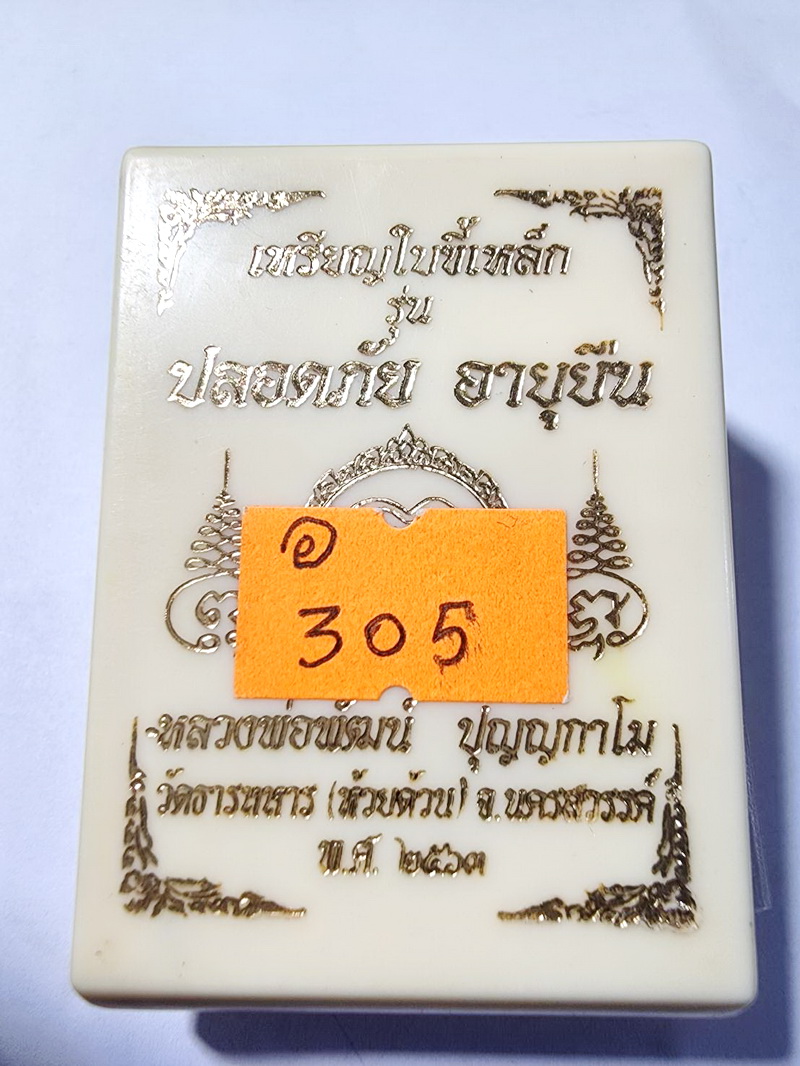 เหรียญใบขี้เหล็ก
รุ่น
ปลอดภัย อายุยืน
อ
305
หลวงพ่อพัฒน์ ปุญญกาโม
วัดธารทหาร (ห้วยด้วน) จ.นครสวรรค์
พ.ศ. ๒๕๖๓